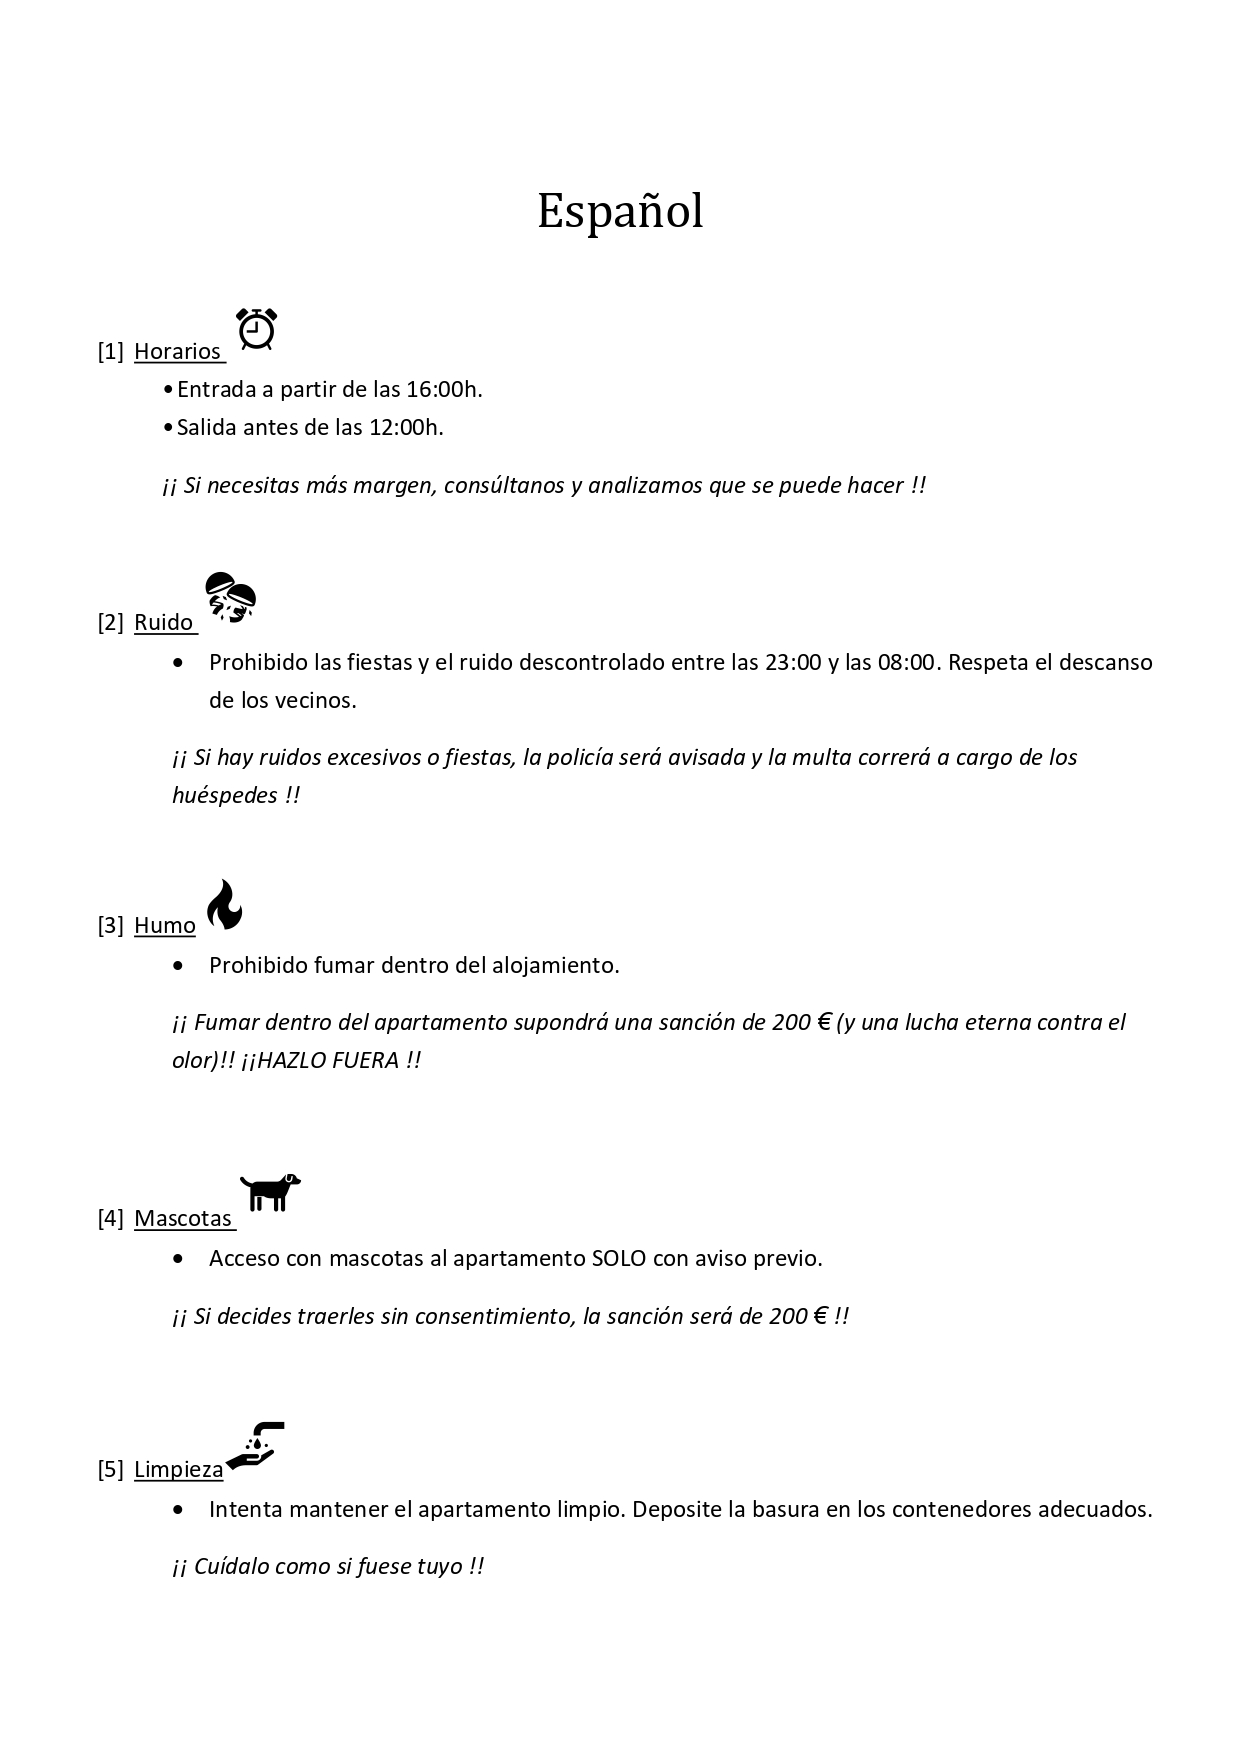 Español
[1] Horarios
•Entrada a partir de las 16:00h.
•Salida antes de las 12:00h.
¡¡ Si necesitas más margen, consúltanos y analizamos que se puede hacer !!
[2] Ruido
• Prohibido las fiestas y el ruido descontrolado entre las 23:00 y las 08:00. Respeta el descanso
de los vecinos.
¡¡ Si hay ruidos excesivos o fiestas, la policía será avisada y la multa correrá a cargo de los
huéspedes !!
[3] Humo
• Prohibido fumar dentro del alojamiento.
¡¡ Fumar dentro del apartamento supondrá una sanción de 200 € (y una lucha eterna contra el
olor)!! ¡¡HAZLO FUERA !!
[4] Mascotas
• Acceso con mascotas al apartamento SOLO con aviso previo.
¡¡ Si decides traerles sin consentimiento, la sanción será de 200 € !!
[5] Limpieza
• Intenta mantener el apartamento limpio. Deposite la basura en los contenedores adecuados.
¡¡ Cuídalo como si fuese tuyo !!